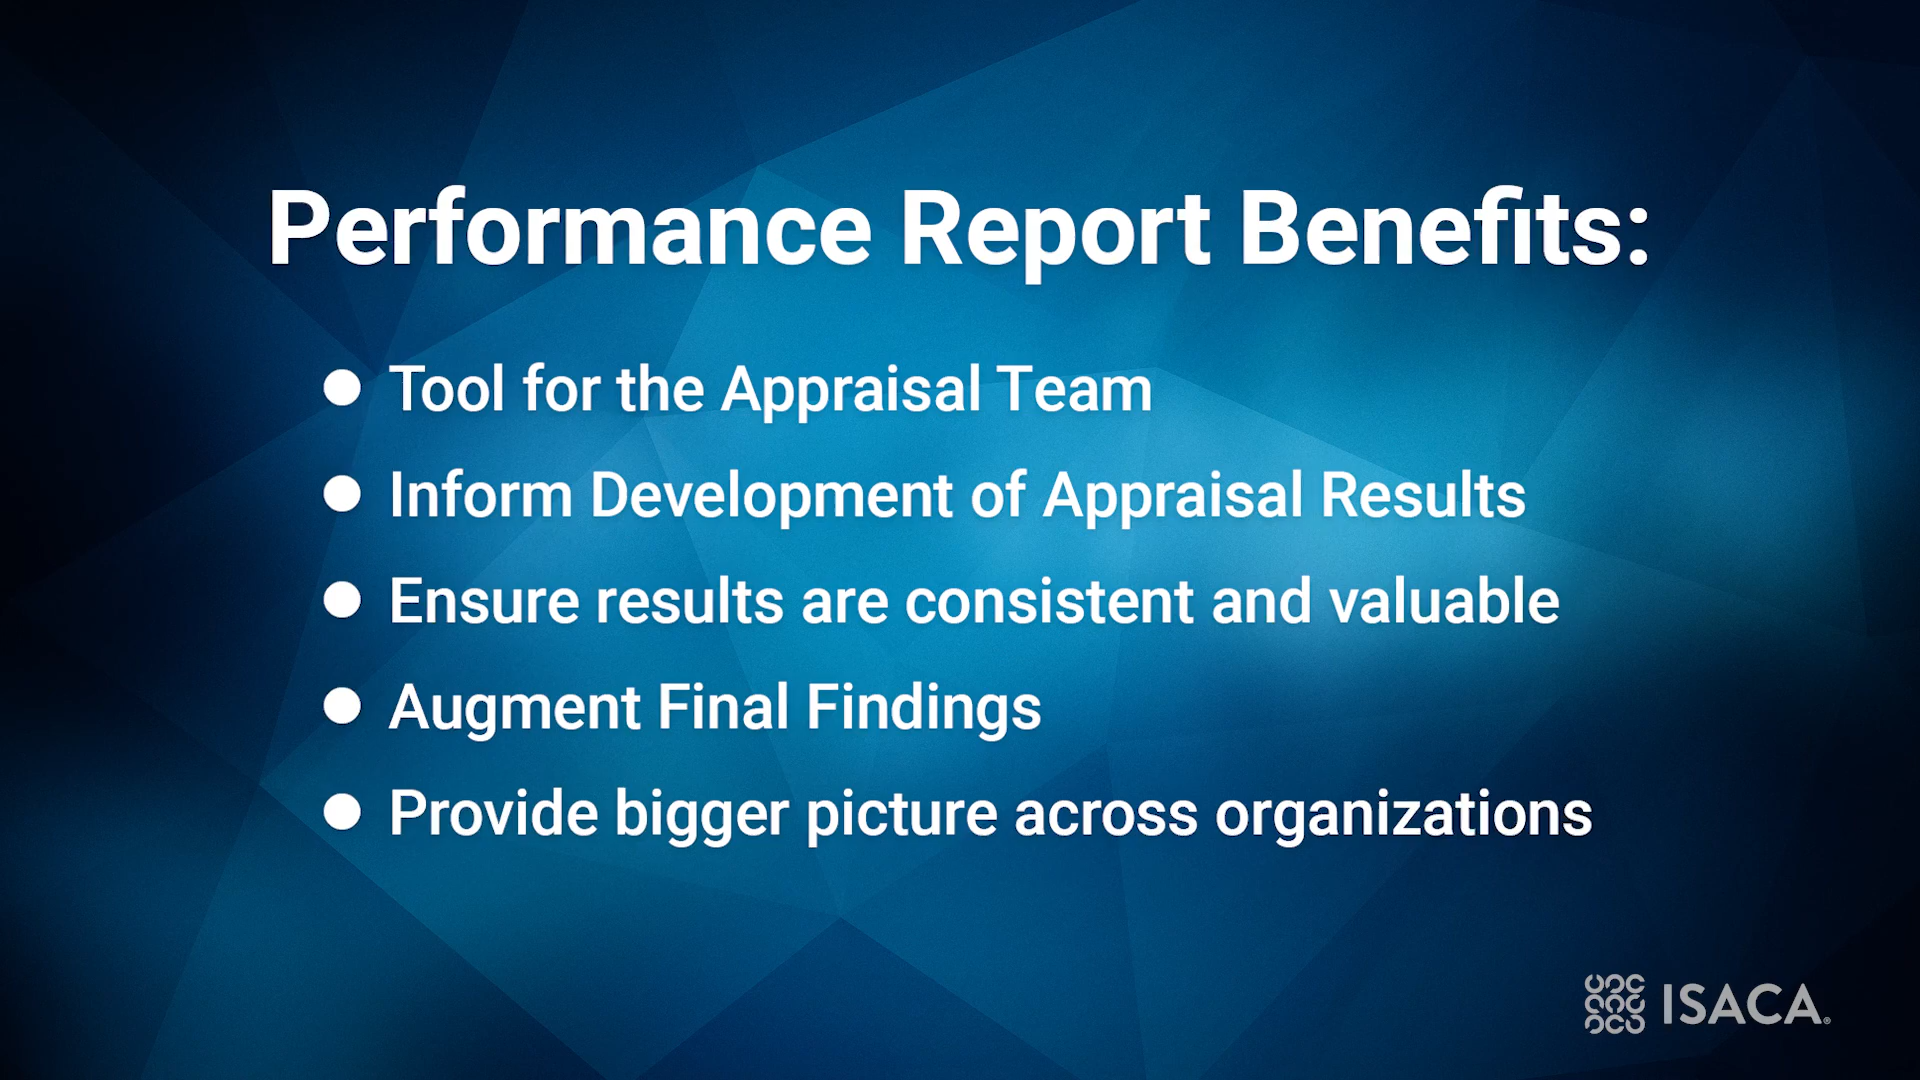 Performance Report Benefits:
● Tool for the Appraisal Team
● Inform Development of Appraisal Results
● Ensure results are consistent and valuable
● Augment Final Findings
● Provide bigger picture across organizations
ISACA®